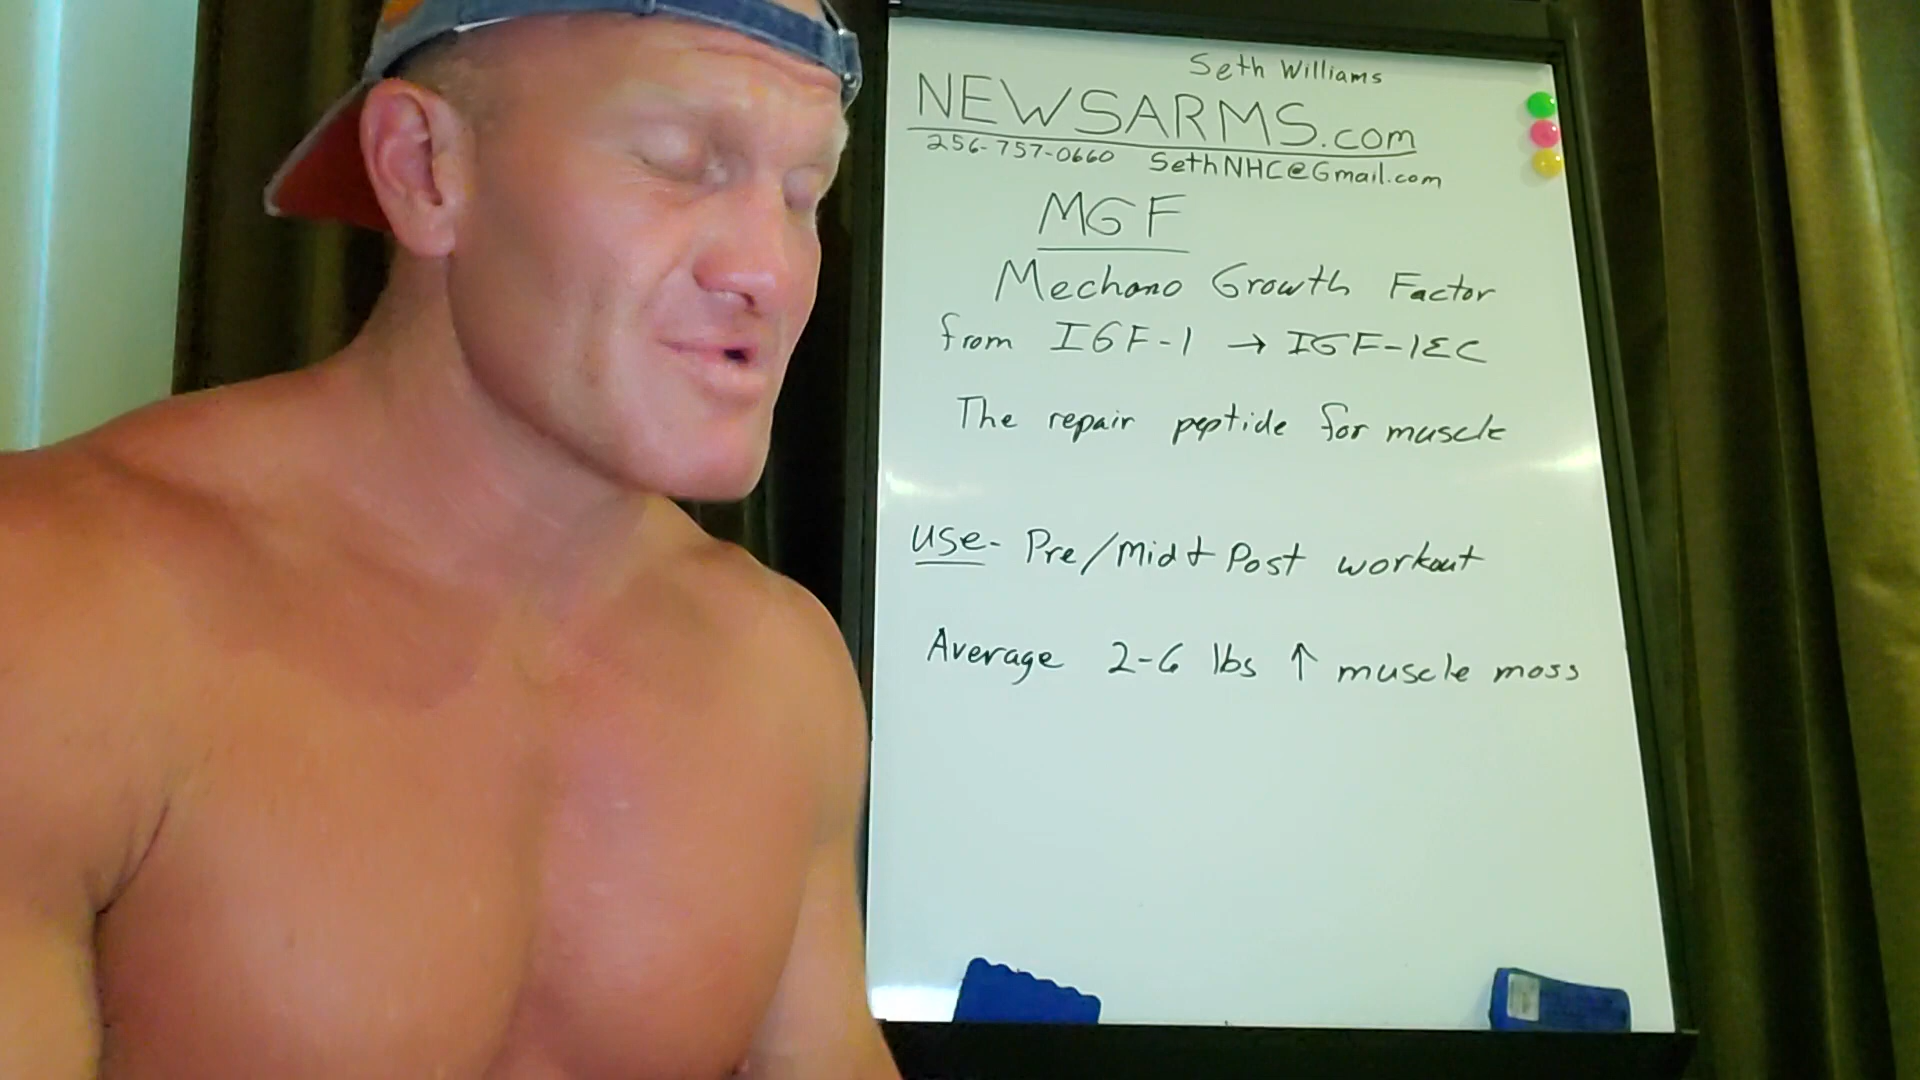 Seth Williams
NEWSARMS.com
256-757-0660 SethNHC@Gmail.com
MGF
Mechano Growth Factor
from IGF-1 → IGF-1EC
The repair peptide for muscle
Use- Pre/Mid + Post workout
Average 2-6 lbs ↑ muscle mass